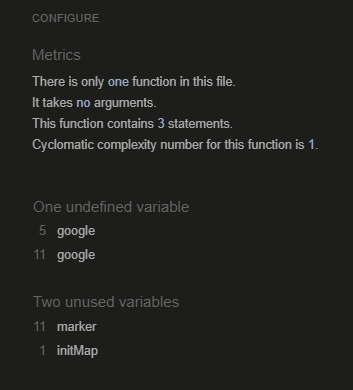 CONFIGURE
Metrics
There is only one function in this file.
It takes no arguments.
This function contains 3 statements.
Cyclomatic complexity number for this function is 1.
One undefined variable
5 google
11 google
Two unused variables
11 marker
1 initMap